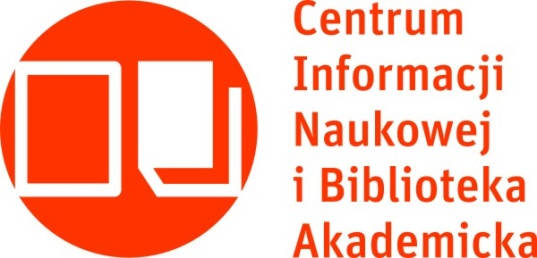 Centrum
Informacji
Naukowej
i Biblioteka
Akademicka